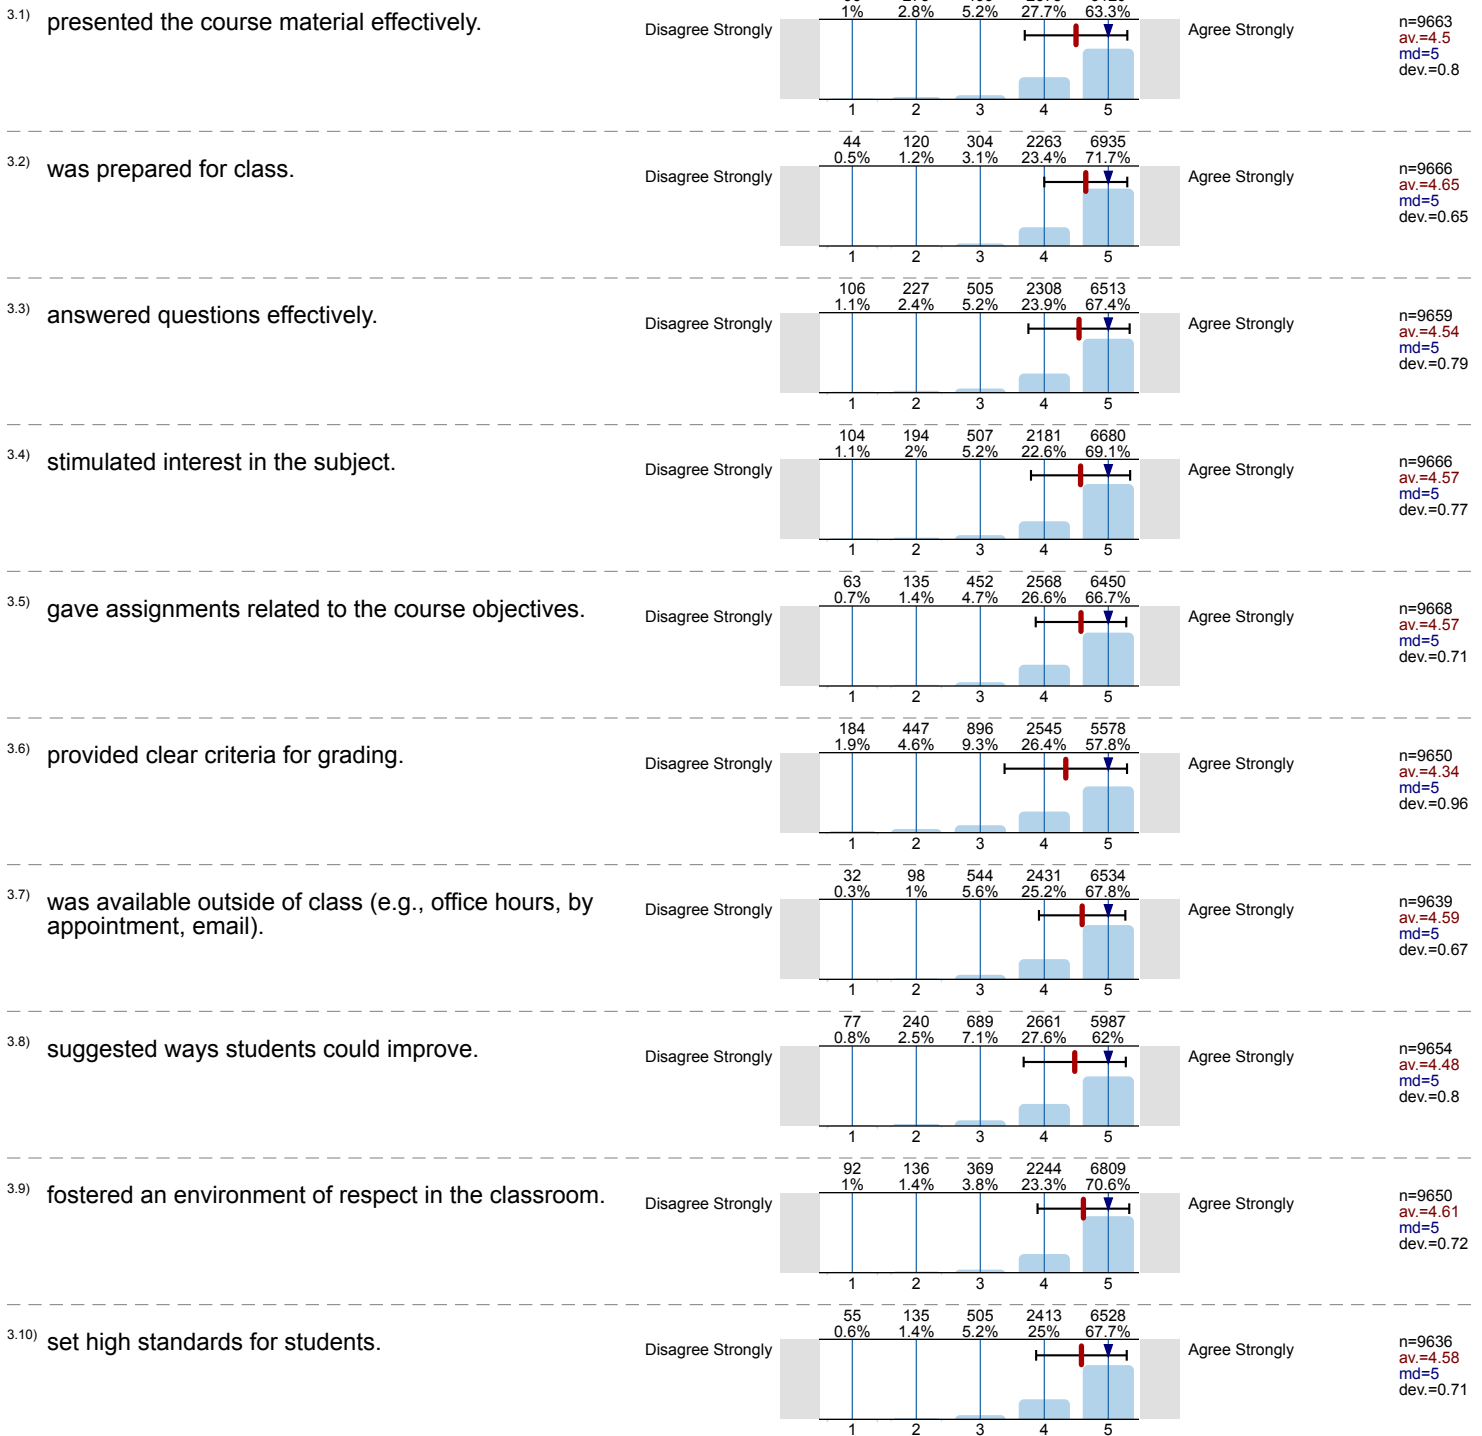 3.1) presented the course material effectively.
Disagree Strongly
1% 2.8% 5.2% 27.7% 63.3%
1 2 3 4 5
Agree Strongly
n=9663
av.=4.5
md=5
dev.=0.8
3.2) was prepared for class.
Disagree Strongly
44 120 304 2263 6935
0.5% 1.2% 3.1% 23.4% 71.7%
1 2 3 4 5
Agree Strongly
n=9666
av.=4.65
md=5
dev.=0.65
3.3) answered questions effectively.
Disagree Strongly
106 227 505 2308 6513
1.1% 2.4% 5.2% 23.9% 67.4%
1 2 3 4 5
Agree Strongly
n=9659
av.=4.54
md=5
dev.=0.79
3.4) stimulated interest in the subject.
Disagree Strongly
104 194 507 2181 6680
1.1% 2% 5.2% 22.6% 69.1%
1 2 3 4 5
Agree Strongly
n=9666
av.=4.57
md=5
dev.=0.77
3.5) gave assignments related to the course objectives.
Disagree Strongly
63 135 452 2568 6450
0.7% 1.4% 4.7% 26.6% 66.7%
1 2 3 4 5
Agree Strongly
n=9668
av.=4.57
md=5
dev.=0.71
3.6) provided clear criteria for grading.
Disagree Strongly
184 447 896 2545 5578
1.9% 4.6% 9.3% 26.4% 57.8%
1 2 3 4 5
Agree Strongly
n=9650
av.=4.34
md=5
dev.=0.96
3.7) was available outside of class (e.g., office hours, by
appointment, email).
Disagree Strongly
32 98 544 2431 6534
0.3% 1% 5.6% 25.2% 67.8%
1 2 3 4 5
Agree Strongly
n=9639
av.=4.59
md=5
dev.=0.67
3.8) suggested ways students could improve.
Disagree Strongly
77 240 689 2661 5987
0.8% 2.5% 7.1% 27.6% 62%
1 2 3 4 5
Agree Strongly
n=9654
av.=4.48
md=5
dev.=0.8
3.9) fostered an environment of respect in the classroom.
Disagree Strongly
92 136 369 2244 6809
1% 1.4% 3.8% 23.3% 70.6%
1 2 3 4 5
Agree Strongly
n=9650
av.=4.61
md=5
dev.=0.72
3.10) set high standards for students.
Disagree Strongly
55 135 505 2413 6528
0.6% 1.4% 5.2% 25% 67.7%
1 2 3 4 5
Agree Strongly
n=9636
av.=4.58
md=5
dev.=0.71